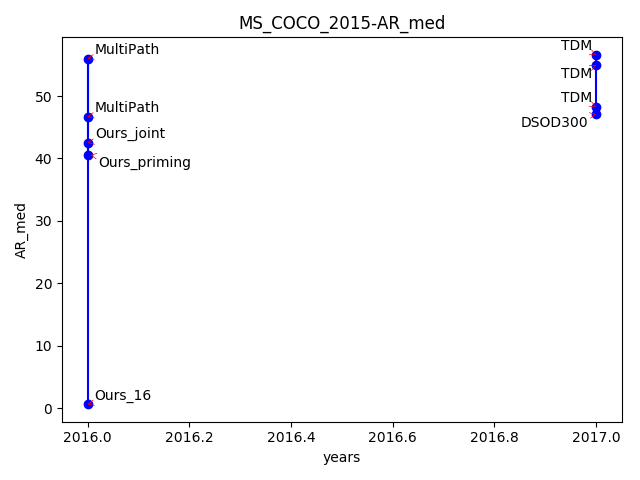 MS_COCO_2015-AR_med
MultiPath
TDM
TDM
MultiPath
TDM
DSOD300
Ours_joint
Ours_priming
Ours_16
AR_med
50
40
30
20
10
0
2016.0 2016.2 2016.4 2016.6 2016.8 2017.0
years